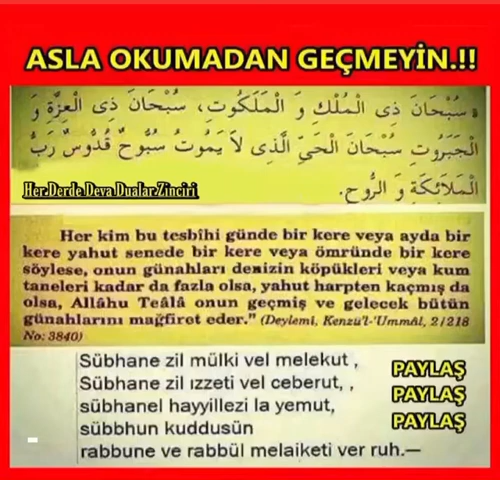 ASLA OKUMADAN GEÇMEYİN.!!
سُبْحَانَ ذِى الْمُلْكِ وَ الْمَلَكُوتِ، سُبْحَانَ ذِى الْعِزَّةِ وَ
الْجَبَرُوتِ سُبْحَانَ الْحَىِّ الَّذِى لاَ يَمُوتُ سُبُّوحٌ قُدُّوسٌ رَبُّ
الْمَلاَئِكَةِ وَ الرُّوحِ.
Her.Derde.Deva.Dualar.Zinciri
Her kim bu tesbîhi günde bir kere veya ayda bir
kere yahut senede bir kere veya ömründe bir kere
söylese, onun günahları denizin köpükleri veya kum
taneleri kadar da fazla olsa, yahut harpten kaçmış da
olsa, Allâhu Teâlâ onun geçmiş ve gelecek bütün
günahlarını mağfiret eder." (Deylemi, Kenzü'l-'Ummâl, 2/218
No: 3840)
Sübhane zil mülki vel melekut ,
Sübhane zil ızzeti vel ceberut, ,
sübhanel hayyillezi la yemut,
sübbhun kuddusün
rabbune ve rabbül melaiketi ver ruh.—
PAYLAŞ
PAYLAŞ
PAYLAŞ